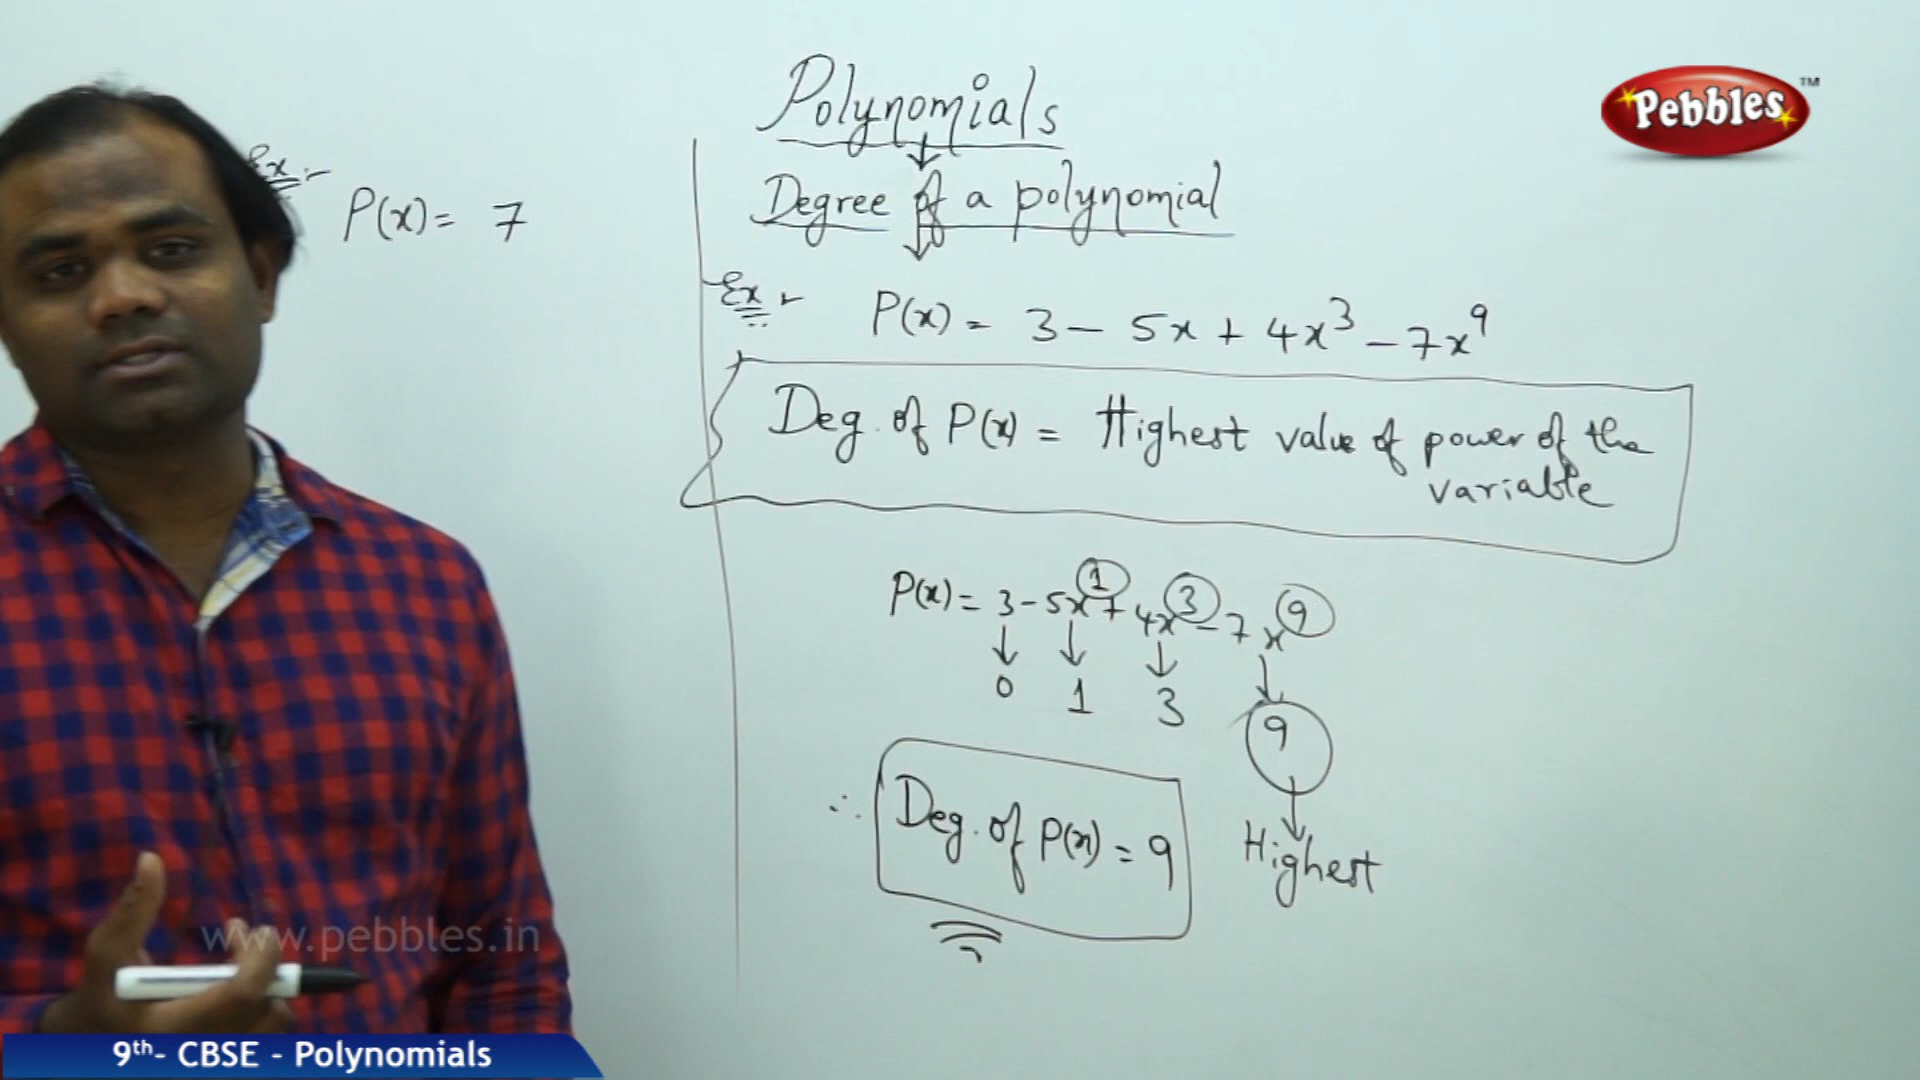 Polynomials
Degree of a polynomial
Ex:-
P(x) = 7
Ex:-
P(x) = 3 - 5x + 4x³ - 7x⁹
Deg. of P(x) = Highest value of power of the
variable
P(x) = 3 - 5x¹ + 4x³ - 7x⁹
0 1 3 9
Highest
∴ Deg. of P(x) = 9
Pebbles™
www.pebbles.in
9th- CBSE - Polynomials